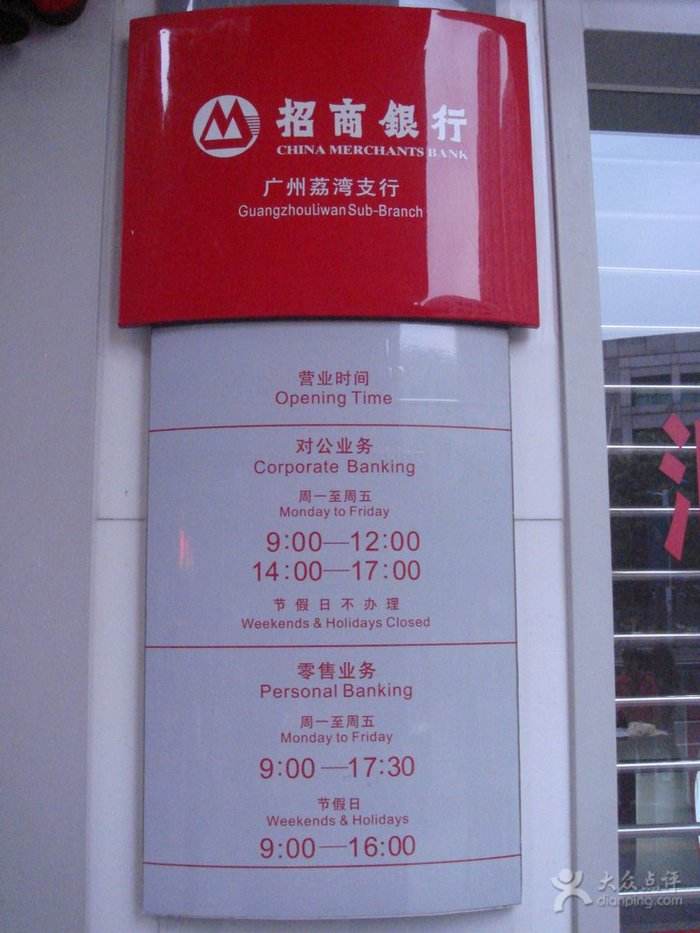 招商銀行
CHINA MERCHANTS BANK
广州荔湾支行
GuangzhouLiwanSub-Branch
营业时间
Opening Time
对公业务
Corporate Banking
周一至周五
Monday to Friday
9:00—12:00
14:00—17:00
节假日不办理
Weekends & Holidays Closed
零售业务
Personal Banking
周一至周五
Monday to Friday
9:00—17:30
节假日
Weekends & Holidays
9:00—16:00
大众点评
dianping.com